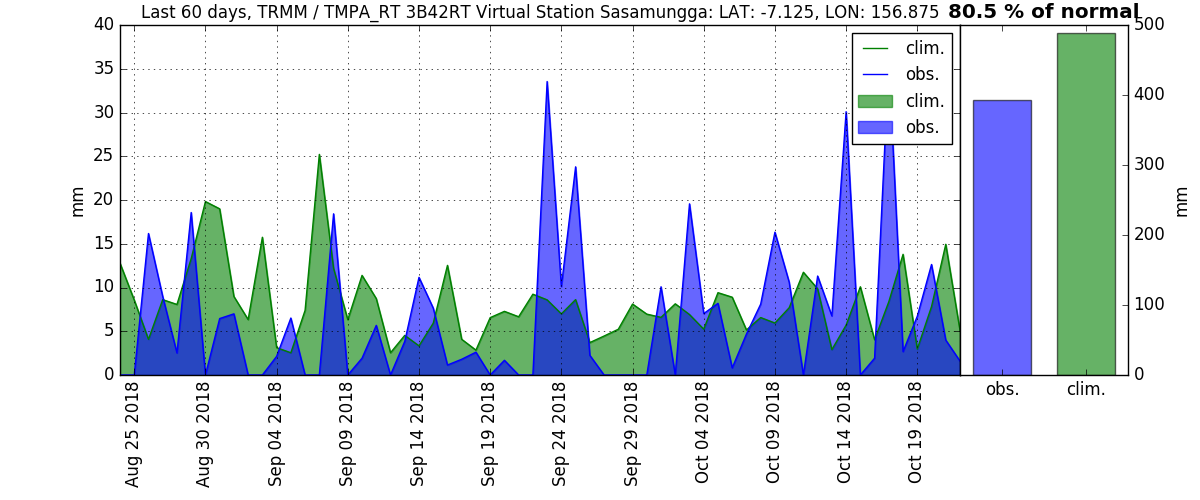 Last 60 days, TRMM / TMPA_RT 3B42RT Virtual Station Sasamungga: LAT: -7.125, LON: 156.875
80.5 % of normal
40
35
30
25
20
15
10
5
0
mm
clim.
obs.
clim.
obs.
Aug 25 2018
Aug 30 2018
Sep 04 2018
Sep 09 2018
Sep 14 2018
Sep 19 2018
Sep 24 2018
Sep 29 2018
Oct 04 2018
Oct 09 2018
Oct 14 2018
Oct 19 2018
500
400
300
200
100
0
mm
obs.
clim.